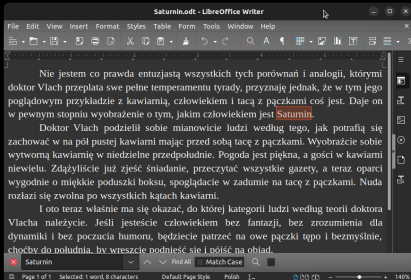 Saturnin.odt - LibreOffice Writer
File Edit View Insert Format Styles Table Form Tools Window Help
Nie jestem co prawda entuzjastą wszystkich tych porównań i analogii, którymi
doktor Vlach przeplata swe pełne temperamentu tyrady, przyznaję jednak, że w tym jego
poglądowym przykładzie z kawiarnią, człowiekiem i tacą z pączkami coś jest. Daje on
w pewnym stopniu wyobrażenie o tym, jakim człowiekiem jest Saturnin.
Doktor Vlach podzielił sobie mianowicie ludzi według tego, jak potrafią się
zachować w na pół pustej kawiarni mając przed sobą tacę z pączkami. Wyobraźcie sobie
wytworną kawiarnię w niedzielne przedpołudnie. Pogoda jest piękna, a gości w kawiarni
niewielu. Zdążyliście już zjeść śniadanie, przeczytać wszystkie gazety, a teraz oparci
wygodnie o miękkie poduszki boksu, spoglądacie w zadumie na tacę z pączkami. Nuda
rozłazi się zwolna po wszystkich kątach kawiarni.
I oto teraz właśnie ma się okazać, do której kategorii ludzi według teorii doktora
Vlacha należycie. Jeśli jesteście człowiekiem bez fantazji, bez zrozumienia dla
dynamiki i bez poczucia humoru, będziecie patrzeć na owe pączki tępo i bezmyślnie,
choćby do południa, by wreszcie podnieść się i pójść na obiad.
Saturnin Find All Match Case
Page 1 of 1 Selected: 1 word, 8 characters Default Page Style Polish 140%